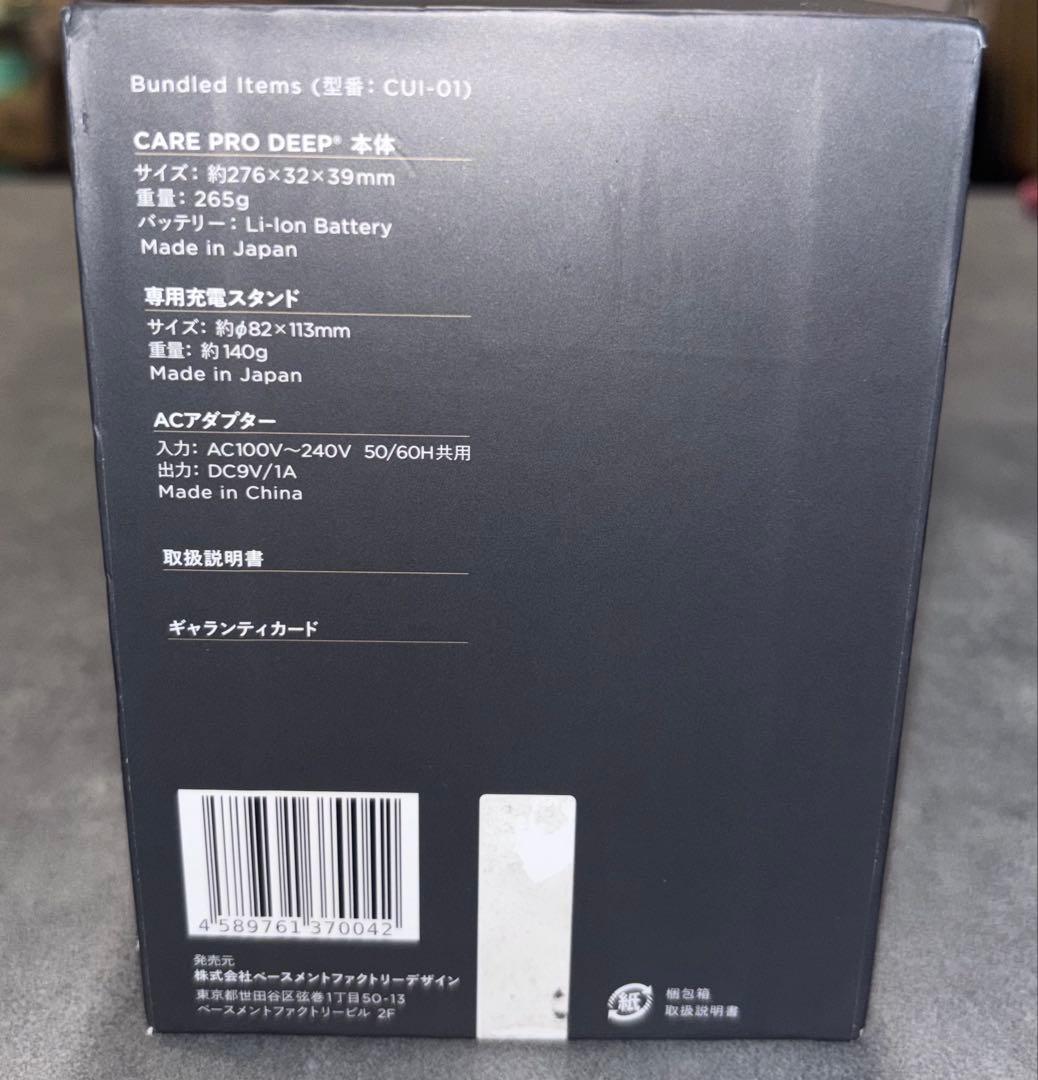 Bundled Items (型番: CUI-01)
CARE PRO DEEP® 本体
サイズ: 約276×32×39mm
重量: 265g
バッテリー: Li-Ion Battery
Made in Japan
専用充電スタンド
サイズ: 約φ82×113mm
重量: 約140g
Made in Japan
ACアダプター
入力: AC100V〜240V 50/60H共用
出力: DC9V/1A
Made in China
取扱説明書
ギャランティカード
4 589761 370042
発売元
株式会社ベースメントファクトリーデザイン
東京都世田谷区弦巻1丁目50-13
ベースメントファクトリービル 2F
紙
梱包箱
取扱説明書